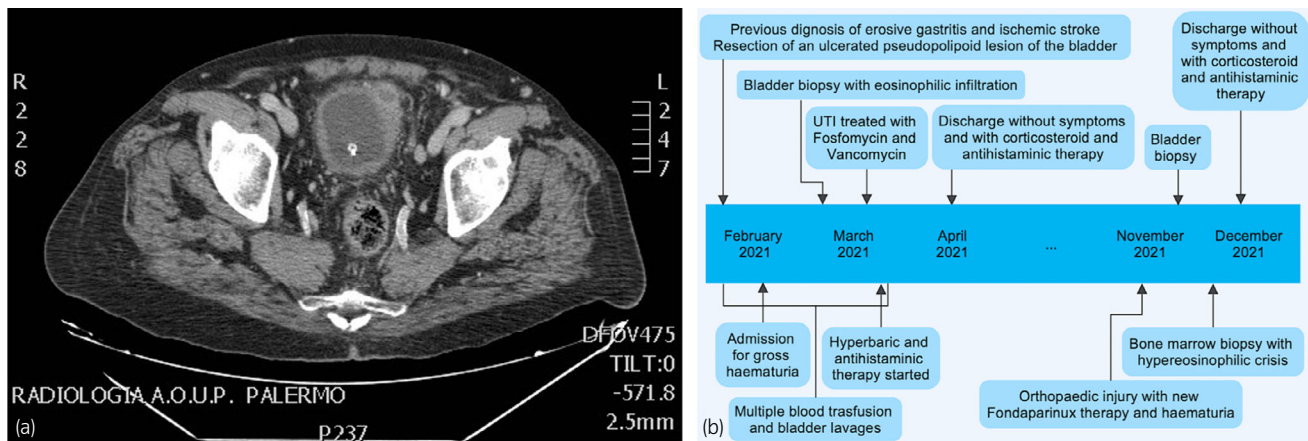 R
2
2
8
L
2
4
7
DFOV475
TILT:0
-571.8
2.5mm
RADIOLOGIA A.O.U.P. PALERMO
P237
(a)
Previous dignosis of erosive gastritis and ischemic stroke
Resection of an ulcerated pseudopolipoid lesion of the bladder
Discharge without
symptoms and
with corticosteroid
and antihistaminic
therapy
Bladder biopsy with eosinophilic infiltration
UTI treated with
Fosfomycin and
Vancomycin
Discharge without symptoms
and with corticosteroid and
antihistaminic therapy
Bladder
biopsy
February
2021
March
2021
April
2021
...
November
2021
December
2021
Admission
for gross
haematuria
Hyperbaric and
antihistaminic
therapy started
Bone marrow biopsy with
hypereosinophilic crisis
Orthopaedic injury with new
Fondaparinux therapy and haematuria
Multiple blood trasfusion
and bladder lavages
(b)